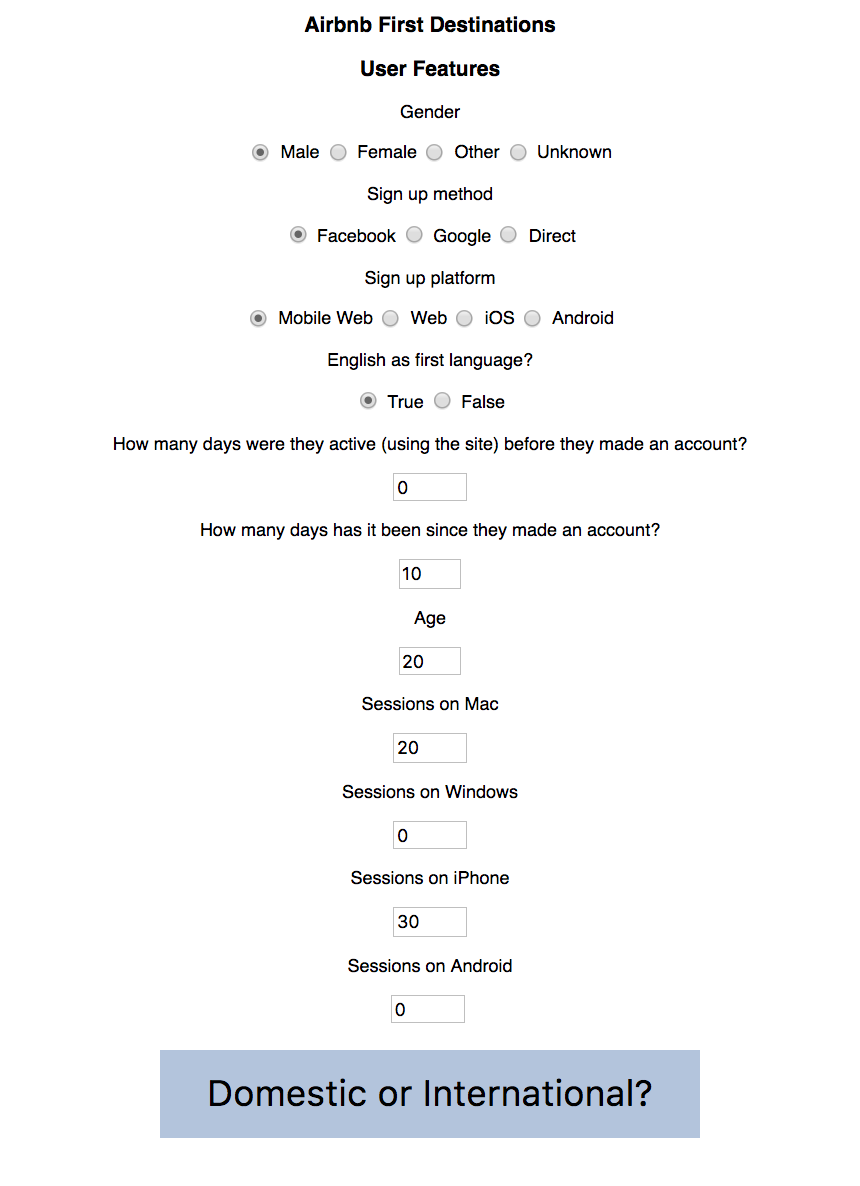 Airbnb First Destinations
User Features
Gender
Male Female Other Unknown
Sign up method
Facebook Google Direct
Sign up platform
Mobile Web Web iOS Android
English as first language?
True False
How many days were they active (using the site) before they made an account?
0
How many days has it been since they made an account?
10
Age
20
Sessions on Mac
20
Sessions on Windows
0
Sessions on iPhone
30
Sessions on Android
0
Domestic or International?